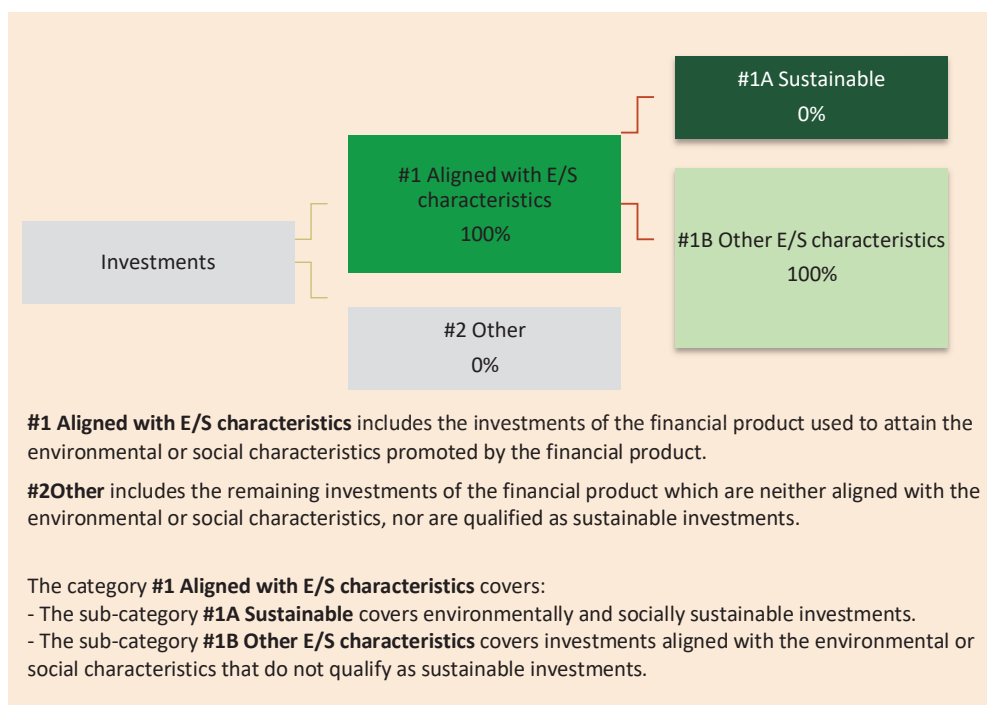 #1A Sustainable
0%
#1 Aligned with E/S
characteristics
100%
#1B Other E/S characteristics
100%
Investments
#2 Other
0%
#1 Aligned with E/S characteristics includes the investments of the financial product used to attain the
environmental or social characteristics promoted by the financial product.
#2Other includes the remaining investments of the financial product which are neither aligned with the
environmental or social characteristics, nor are qualified as sustainable investments.
The category #1 Aligned with E/S characteristics covers:
- The sub-category #1A Sustainable covers environmentally and socially sustainable investments.
- The sub-category #1B Other E/S characteristics covers investments aligned with the environmental or
social characteristics that do not qualify as sustainable investments.